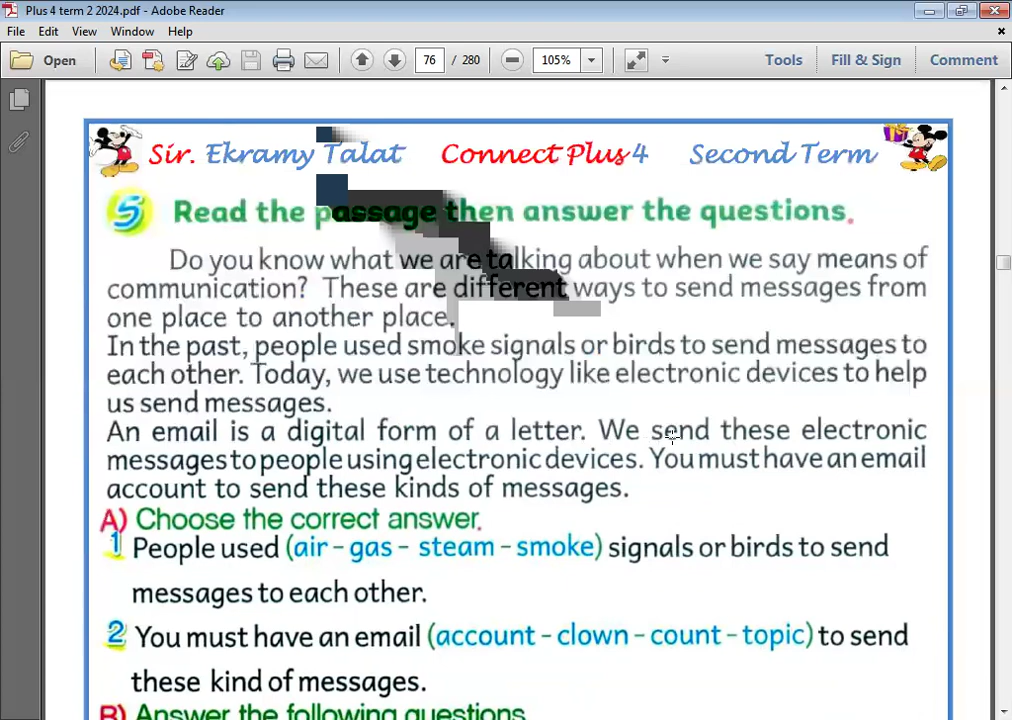 Plus 4 term 2 2024.pdf - Adobe Reader
File Edit View Window Help
Open 76 / 280 105% Tools Fill & Sign Comment
Sir. Ekramy Talat Connect Plus 4 Second Term
5 Read the passage then answer the questions.
Do you know what we are talking about when we say means of
communication? These are different ways to send messages from
one place to another place.
In the past, people used smoke signals or birds to send messages to
each other. Today, we use technology like electronic devices to help
us send messages.
An email is a digital form of a letter. We send these electronic
messages to people using electronic devices. You must have an email
account to send these kinds of messages.
A) Choose the correct answer.
1 People used (air - gas - steam - smoke) signals or birds to send
messages to each other.
2 You must have an email (account - clown - count - topic) to send
these kind of messages.
B) Answer the following questions.